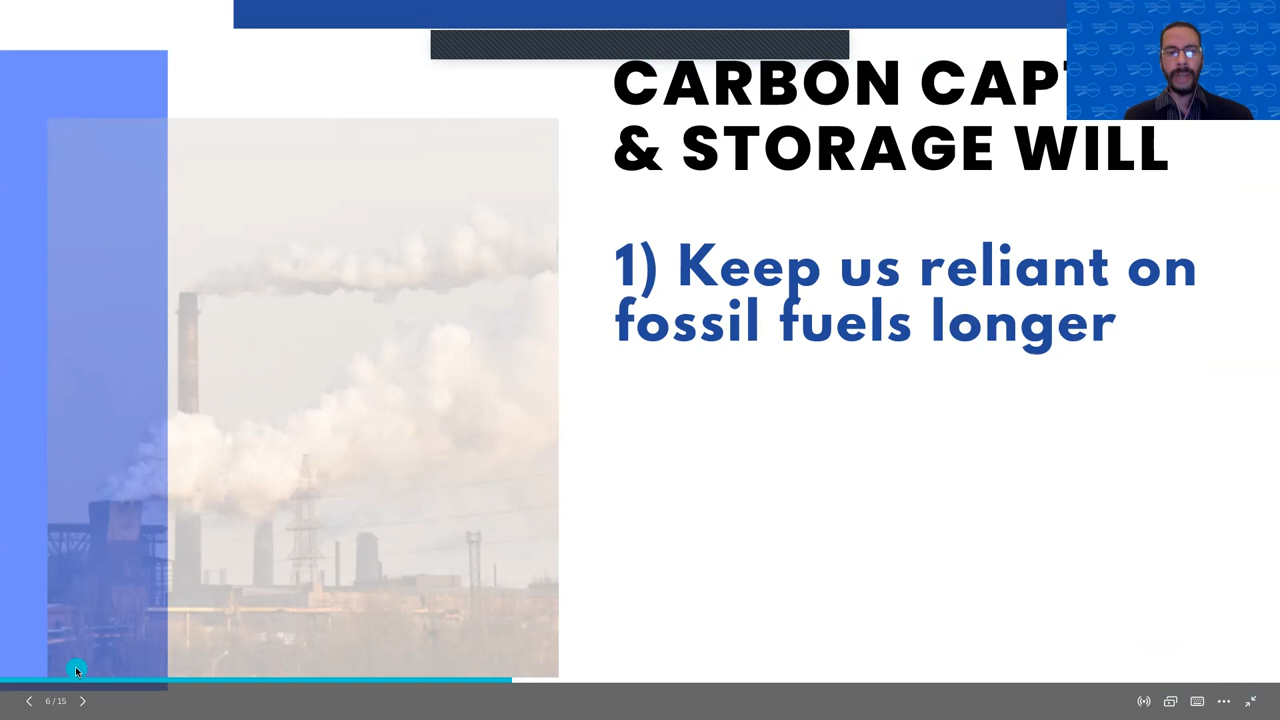 CARBON CAP
& STORAGE WILL
1) Keep us reliant on
fossil fuels longer
6 / 15